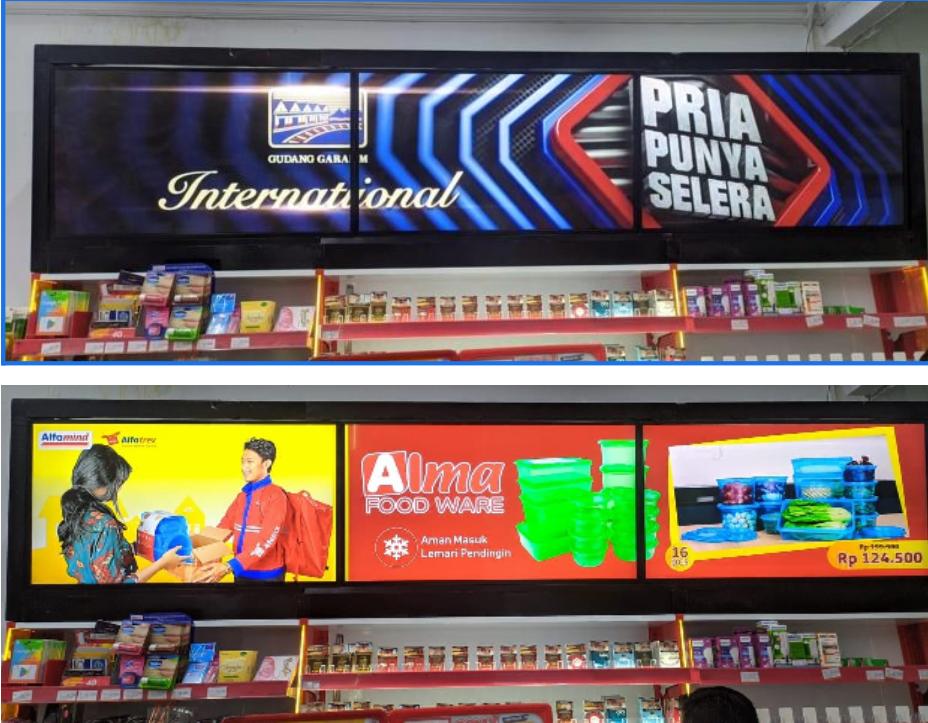 GUDANG GARAM
International
PRIA
PUNYA
SELERA
Alfamind
Alfatrex
Alma
FOOD WARE
Aman Masuk
Lemari Pendingin
16
Rp 124.500